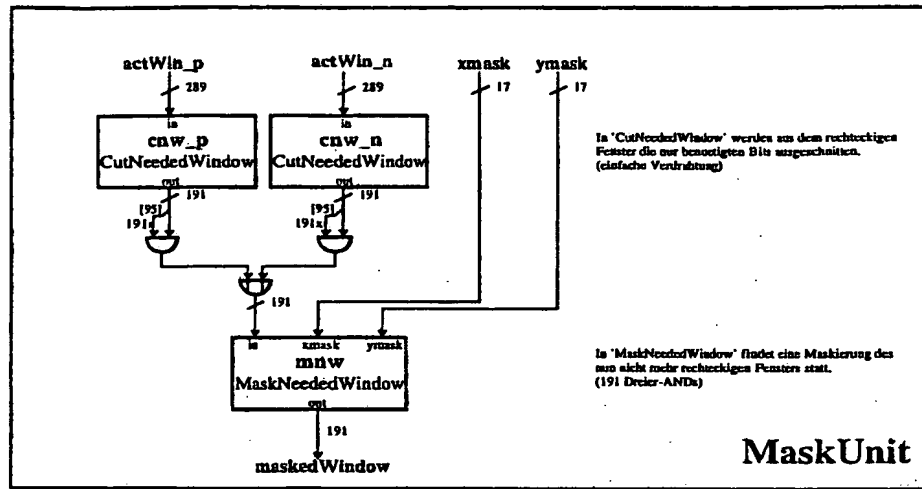 actWin_p actWin_n xmask ymask
289 289 17 17
in in
cnw_p cnw_n
CutNeededWindow CutNeededWindow
out out
In 'CutNeededWindow' werden aus dem rechteckigen
Fenster die nur benoetigten Bits ausgeschnitten.
(einfache Verdrahtung)
191 191
[95] [95]
191x 191x
191
in xmask ymask
mnw
MaskNeededWindow
out
In 'MaskNeededWindow' findet eine Maskierung des
nun nicht mehr rechteckigen Fensters statt.
(191 Dreier-ANDs)
191
maskedWindow
MaskUnit